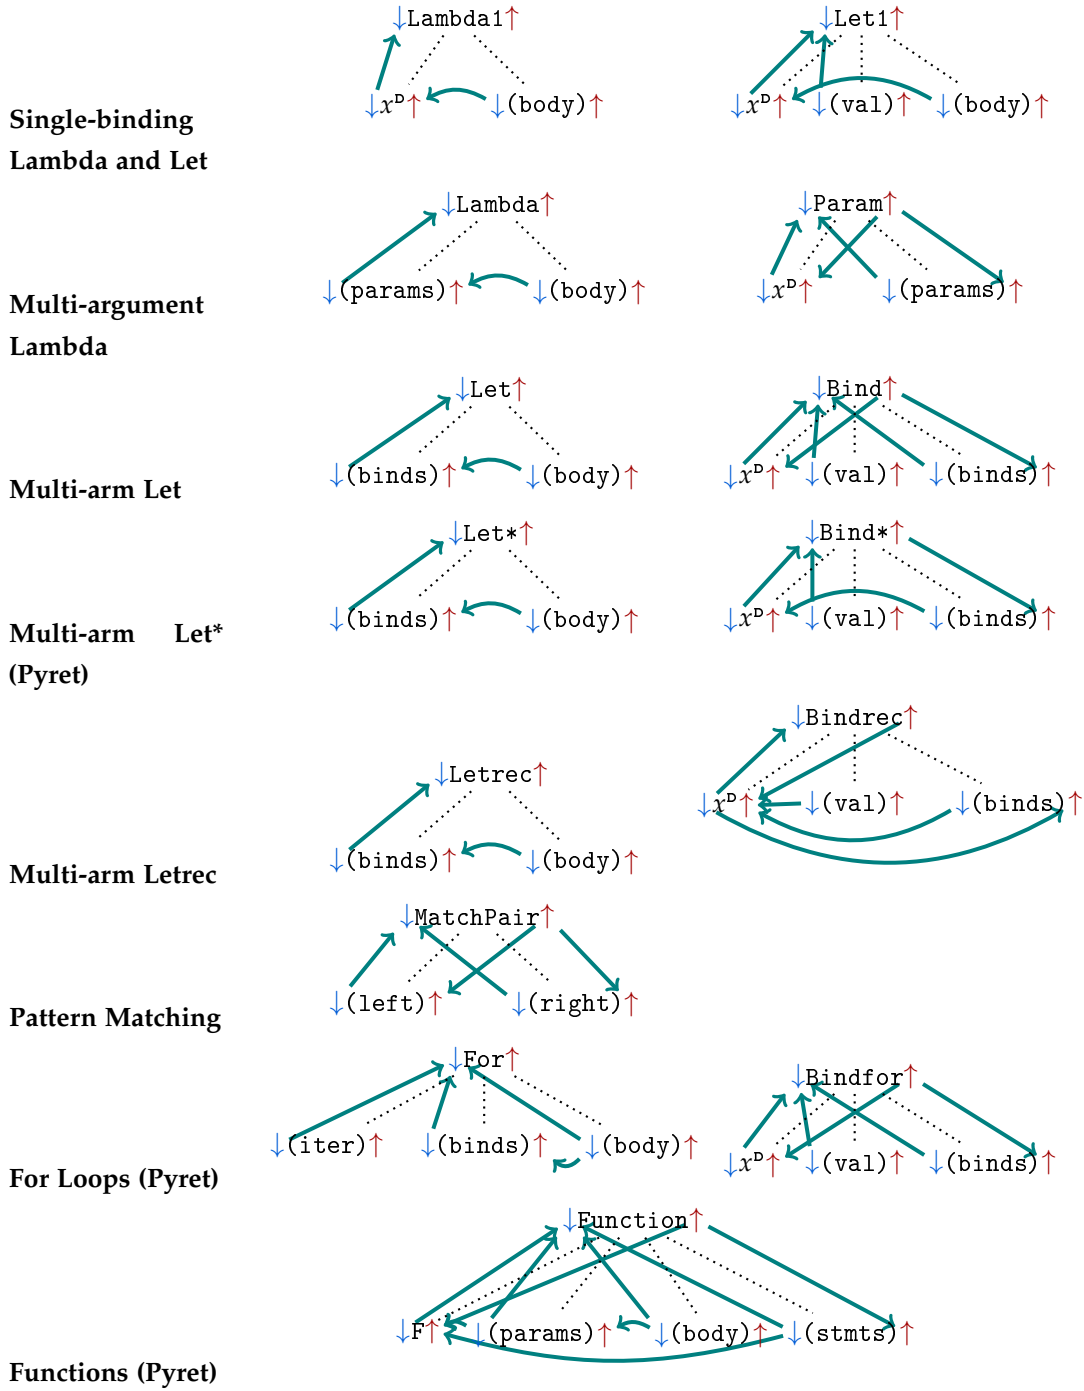 ↓Lambda1↑ ↓Let1↑
↓xᴰ↑ ↓(body)↑ ↓xᴰ↑ ↓(val)↑ ↓(body)↑
Single-binding
Lambda and Let
↓Lambda↑ ↓Param↑
↓(params)↑ ↓(body)↑ ↓xᴰ↑ ↓(params)↑
Multi-argument
Lambda
↓Let↑ ↓Bind↑
↓(binds)↑ ↓(body)↑ ↓xᴰ↑ ↓(val)↑ ↓(binds)↑
Multi-arm Let
↓Let*↑ ↓Bind*↑
↓(binds)↑ ↓(body)↑ ↓xᴰ↑ ↓(val)↑ ↓(binds)↑
Multi-arm Let*
(Pyret)
↓Bindrec↑
↓Letrec↑
↓xᴰ↑ ↓(val)↑ ↓(binds)↑
↓(binds)↑ ↓(body)↑
Multi-arm Letrec
↓MatchPair↑
↓(left)↑ ↓(right)↑
Pattern Matching
↓For↑ ↓Bindfor↑
↓(iter)↑ ↓(binds)↑ ↓(body)↑ ↓xᴰ↑ ↓(val)↑ ↓(binds)↑
For Loops (Pyret)
↓Function↑
↓F↑ ↓(params)↑ ↓(body)↑ ↓(stmts)↑
Functions (Pyret)